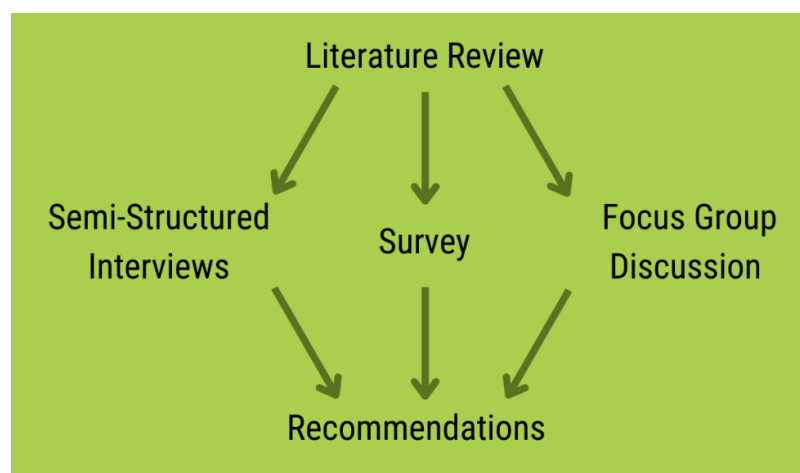 Literature Review
Semi-Structured
Interviews
Survey
Focus Group
Discussion
Recommendations